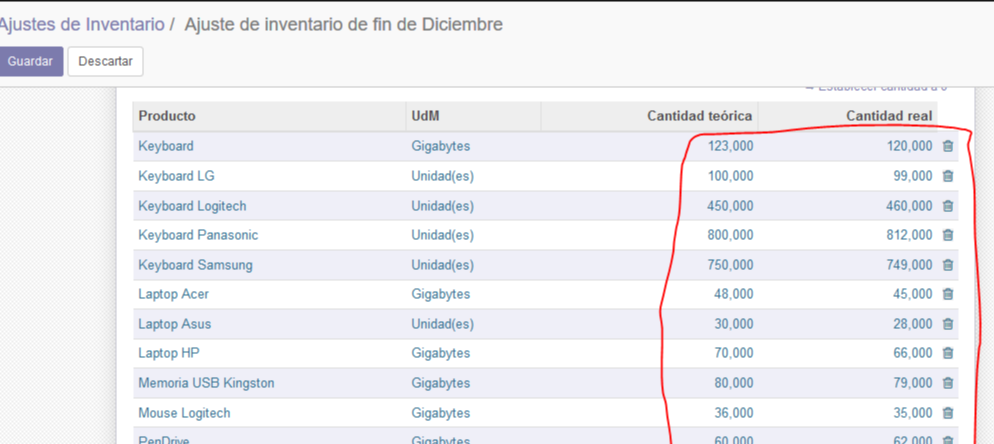 Ajustes de Inventario / Ajuste de inventario de fin de Diciembre
Guardar Descartar
Establecer cantidad a 0
Producto UdM Cantidad teórica Cantidad real
Keyboard Gigabytes 123,000 120,000
Keyboard LG Unidad(es) 100,000 99,000
Keyboard Logitech Unidad(es) 450,000 460,000
Keyboard Panasonic Unidad(es) 800,000 812,000
Keyboard Samsung Unidad(es) 750,000 749,000
Laptop Acer Gigabytes 48,000 45,000
Laptop Asus Unidad(es) 30,000 28,000
Laptop HP Gigabytes 70,000 66,000
Memoria USB Kingston Gigabytes 80,000 79,000
Mouse Logitech Gigabytes 36,000 35,000
PenDrive Gigabytes 60,000 62,000